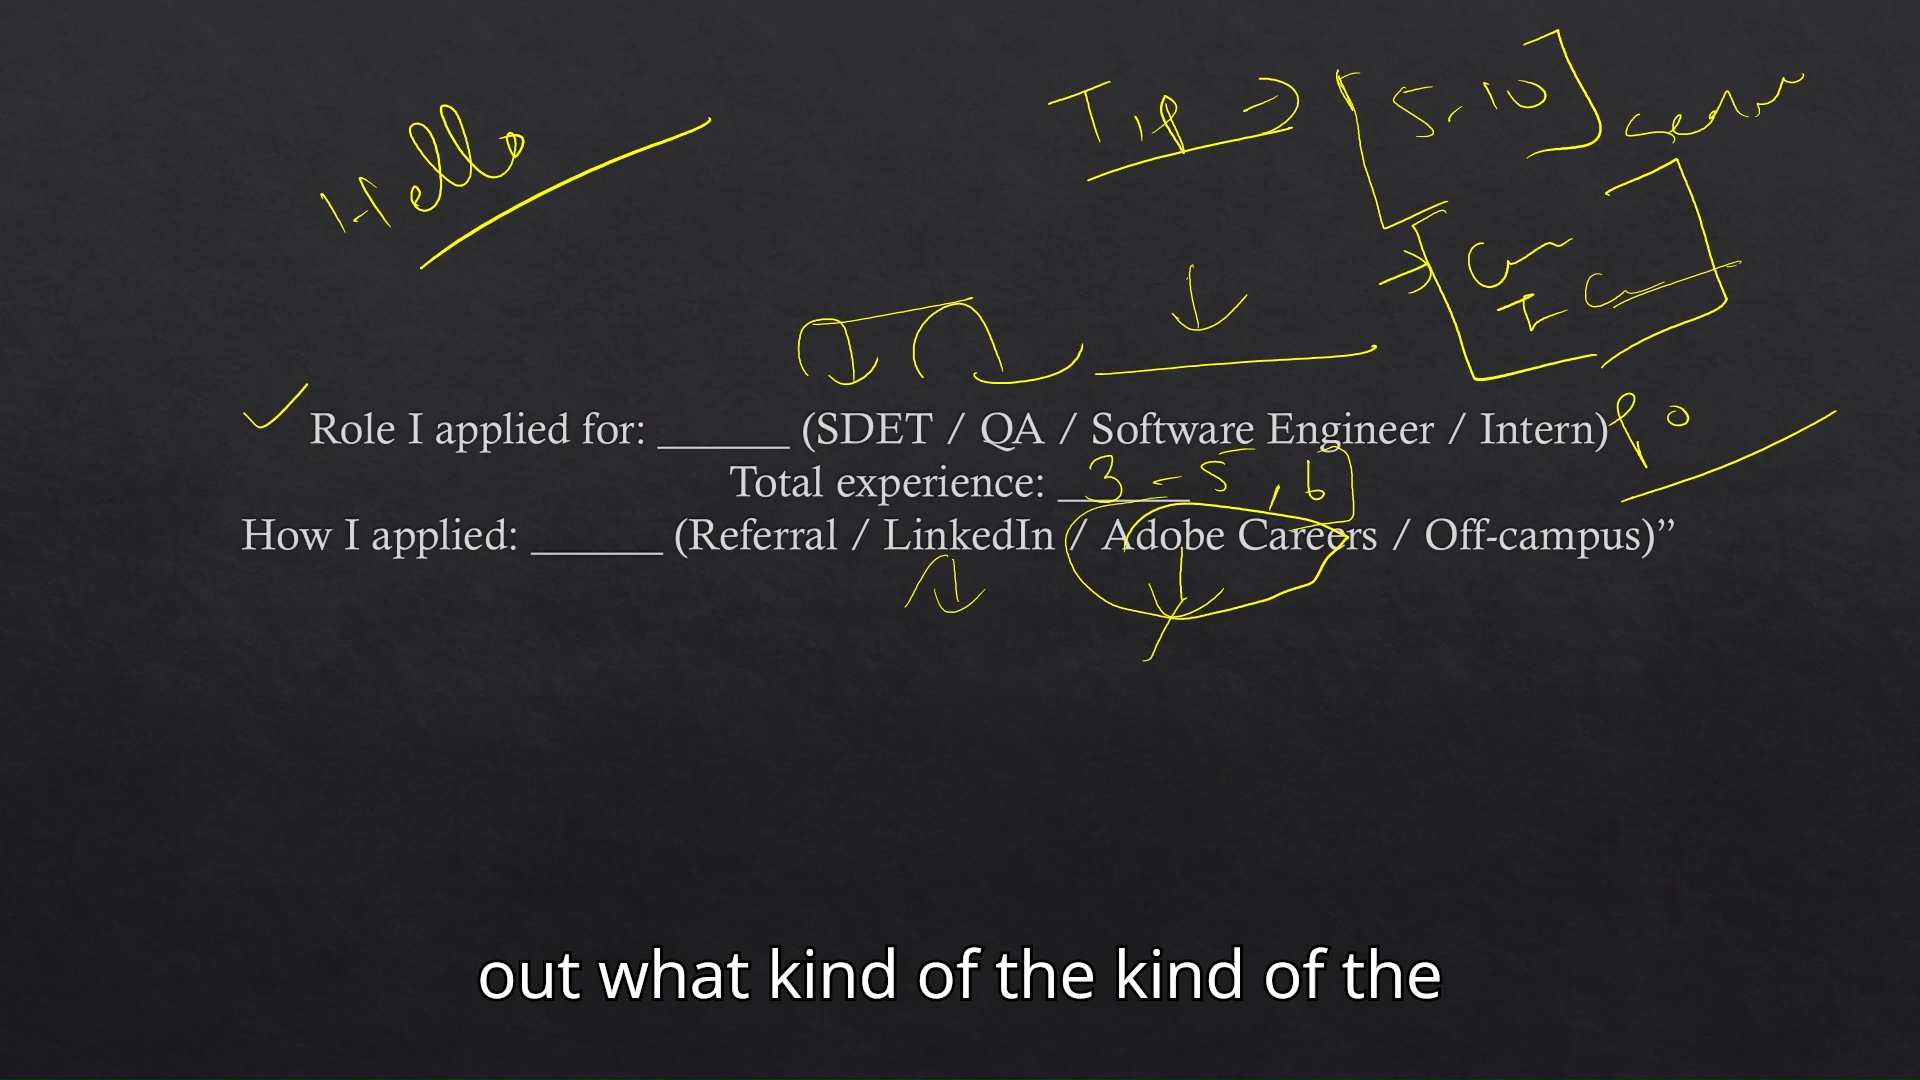 Hello
Tip → [5-10]
Role I applied for: ______ (SDET / QA / Software Engineer / Intern)
Total experience: ______ 3 - 5, 6
How I applied: ______ (Referral / LinkedIn / Adobe Careers / Off-campus)”
out what kind of the kind of the